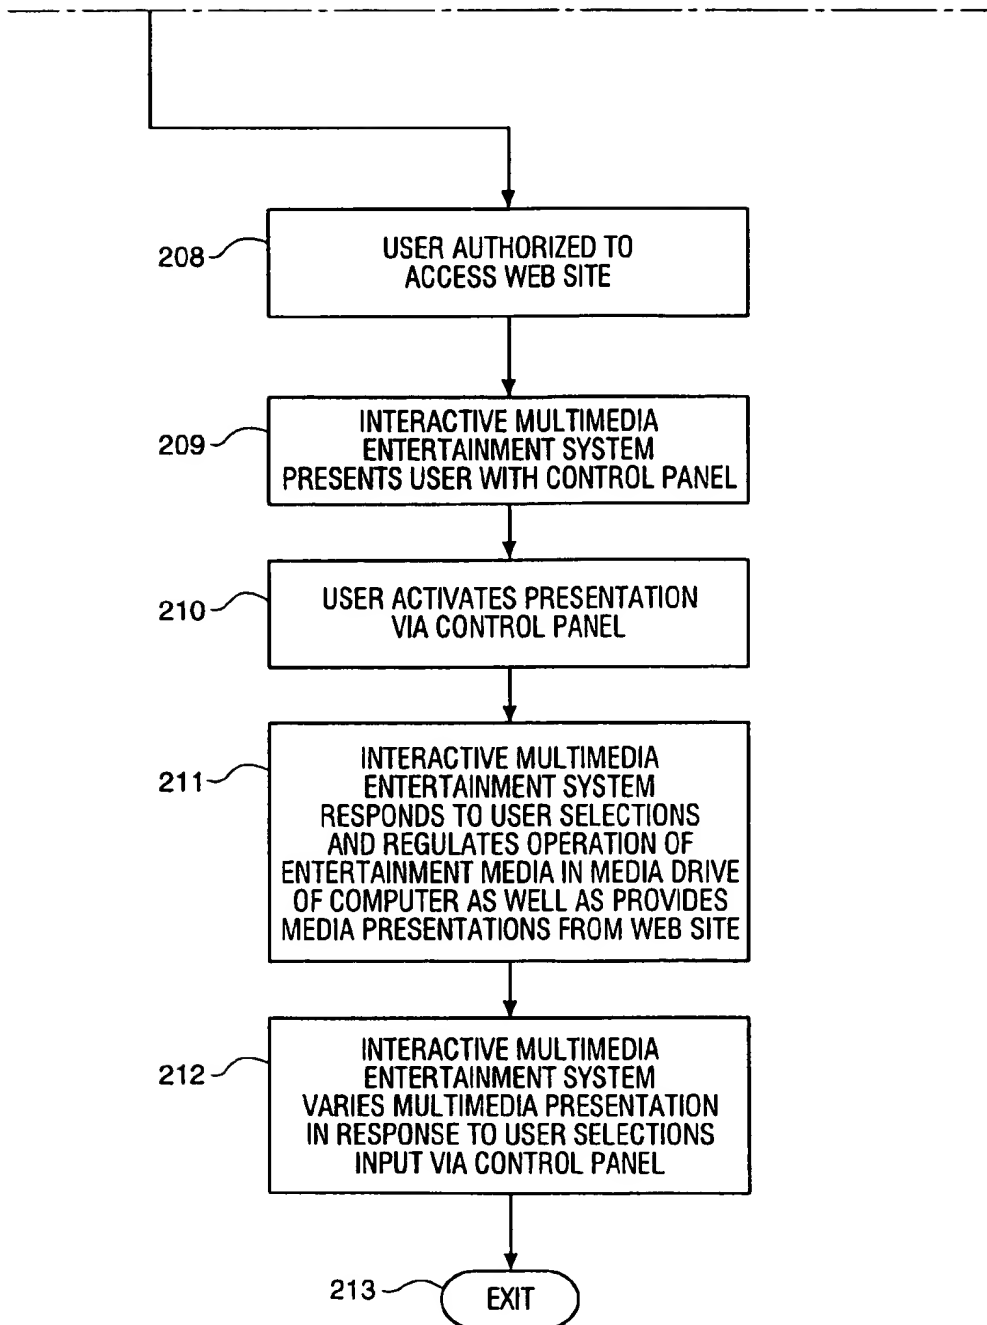 208
USER AUTHORIZED TO
ACCESS WEB SITE
209
INTERACTIVE MULTIMEDIA
ENTERTAINMENT SYSTEM
PRESENTS USER WITH CONTROL PANEL
210
USER ACTIVATES PRESENTATION
VIA CONTROL PANEL
211
INTERACTIVE MULTIMEDIA
ENTERTAINMENT SYSTEM
RESPONDS TO USER SELECTIONS
AND REGULATES OPERATION OF
ENTERTAINMENT MEDIA IN MEDIA DRIVE
OF COMPUTER AS WELL AS PROVIDES
MEDIA PRESENTATIONS FROM WEB SITE
212
INTERACTIVE MULTIMEDIA
ENTERTAINMENT SYSTEM
VARIES MULTIMEDIA PRESENTATION
IN RESPONSE TO USER SELECTIONS
INPUT VIA CONTROL PANEL
213
EXIT